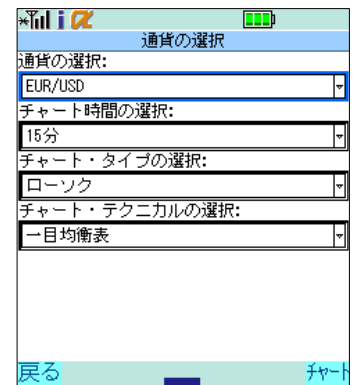 i α
通貨の選択
通貨の選択:
EUR/USD
チャート時間の選択:
15分
チャート・タイプの選択:
ローソク
チャート・テクニカルの選択:
一目均衡表
戻る
チャート